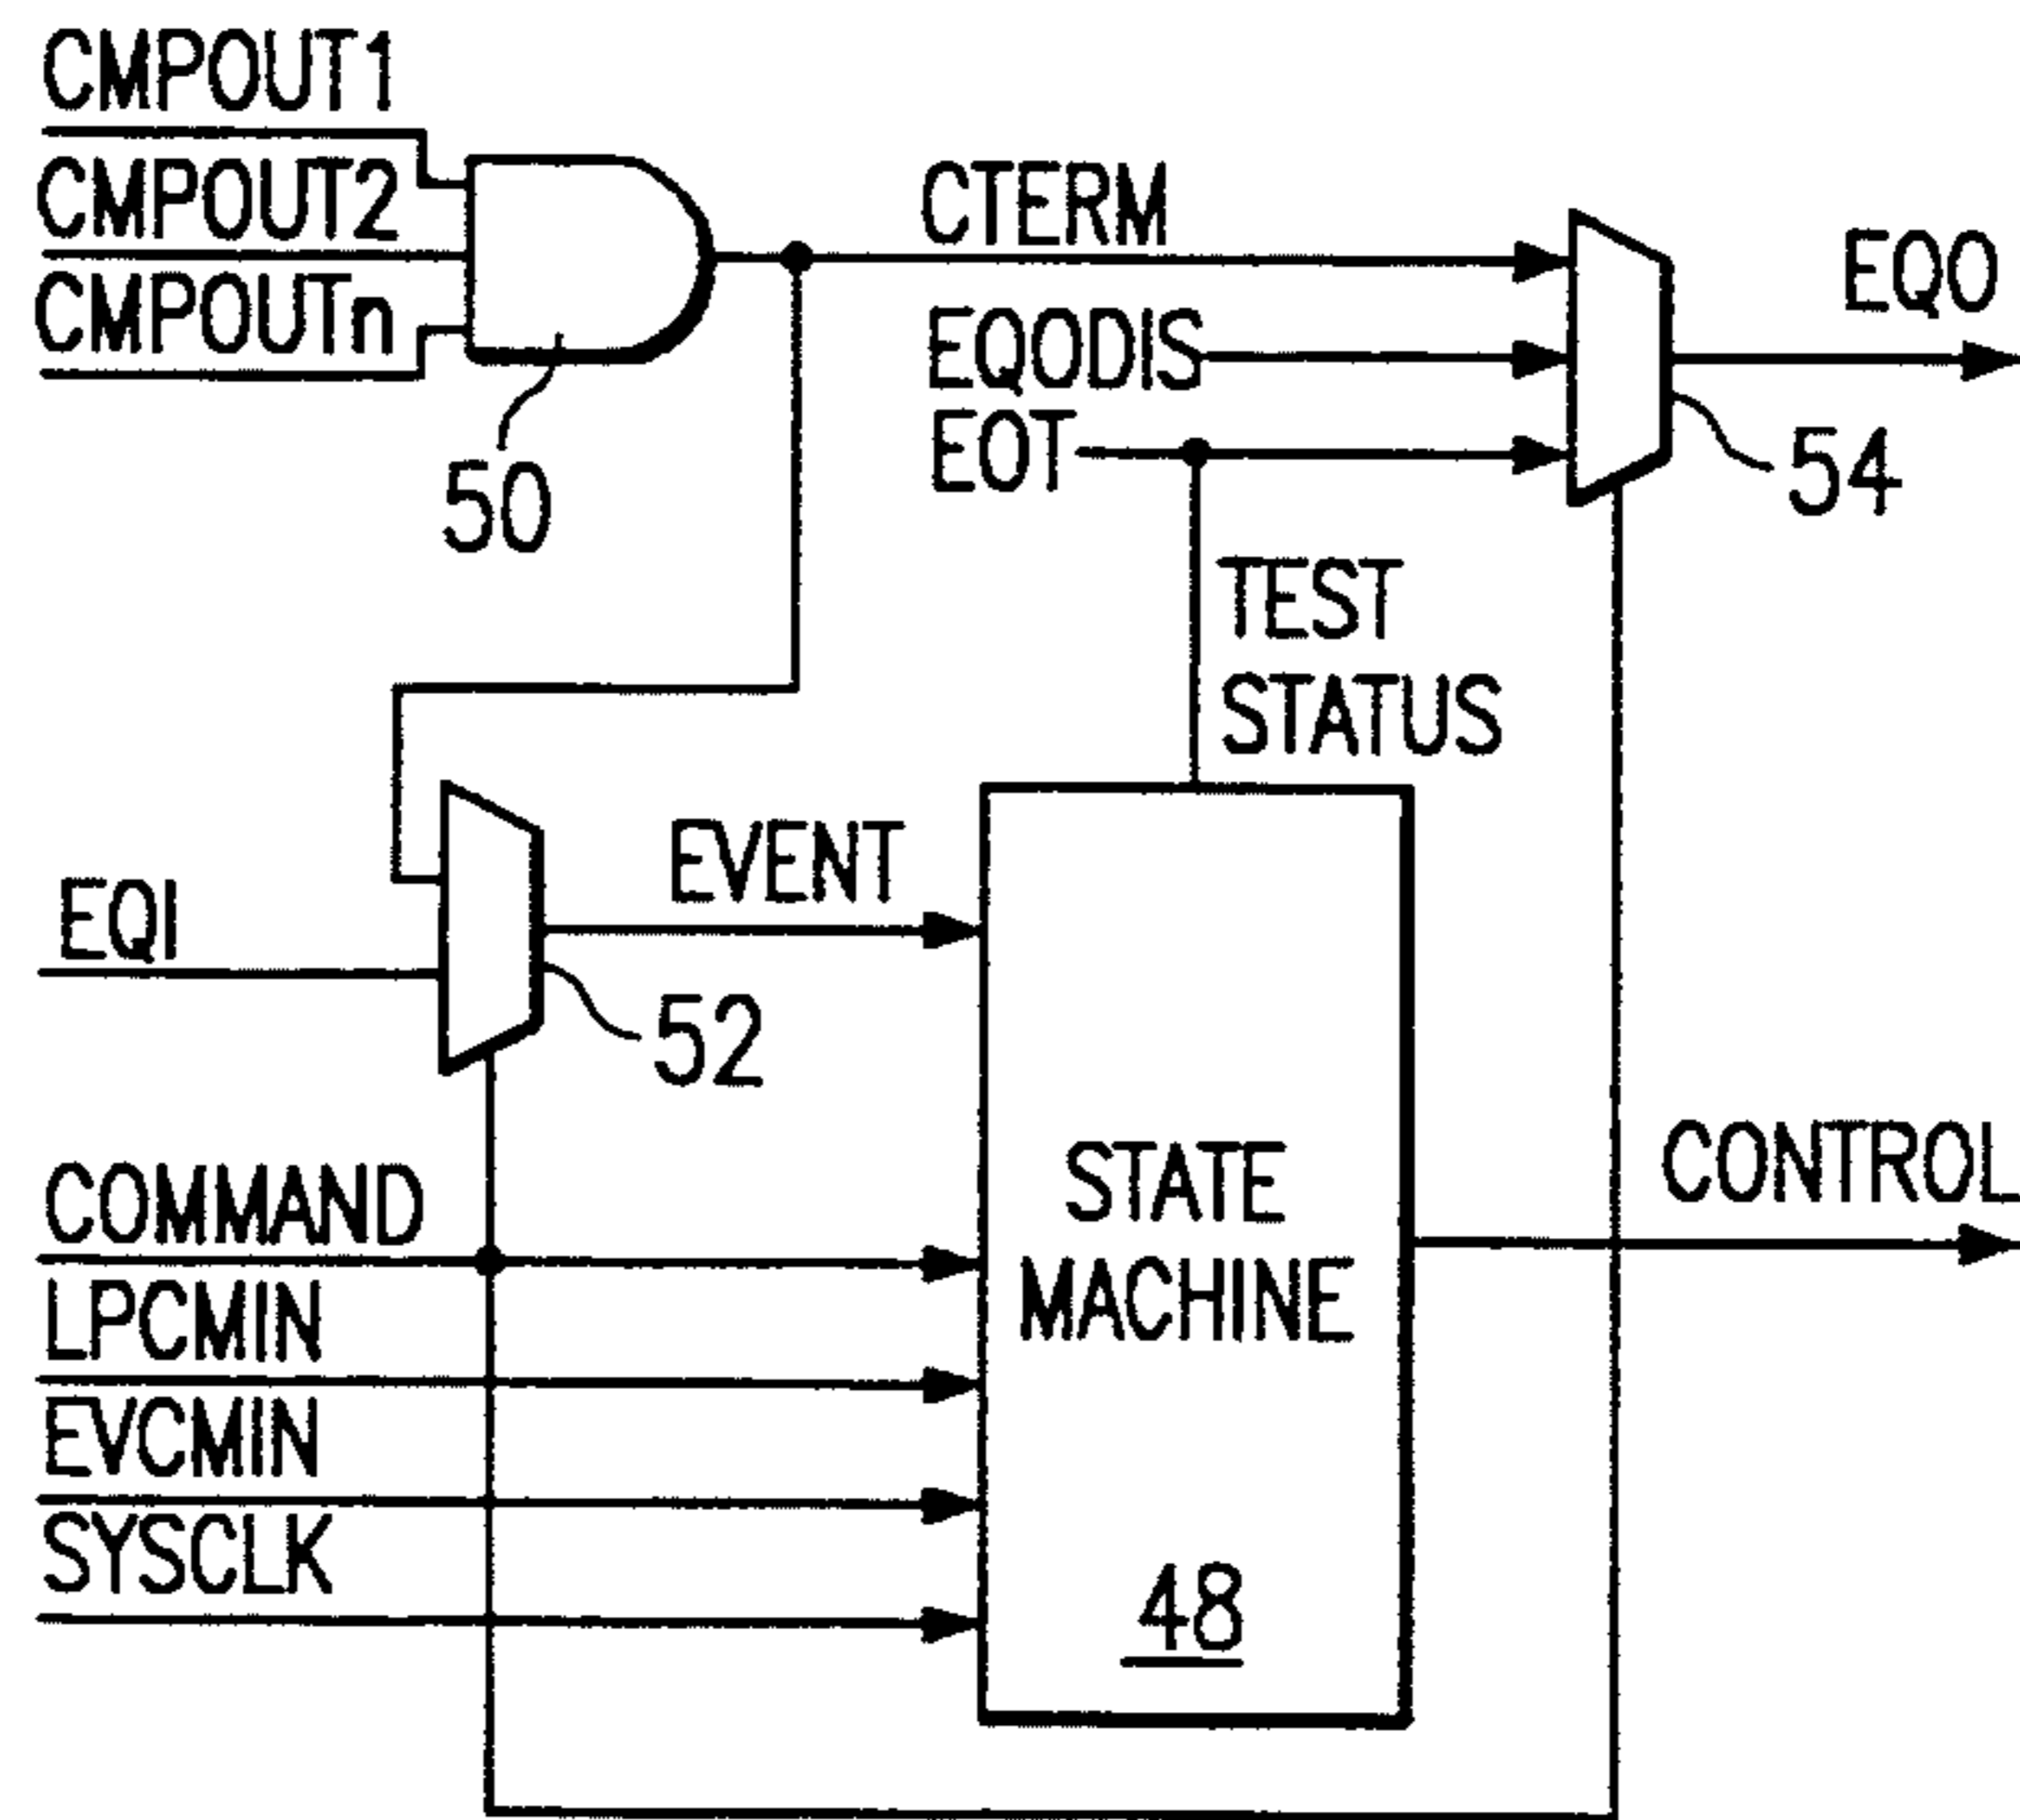 CMPOUT1
CMPOUT2
CMPOUTn
50
CTERM
EQODIS
EOT
EQO
54
TEST
STATUS
EQI
EVENT
52
COMMAND
LPCMIN
EVCMIN
SYSCLK
STATE
MACHINE
48
CONTROL